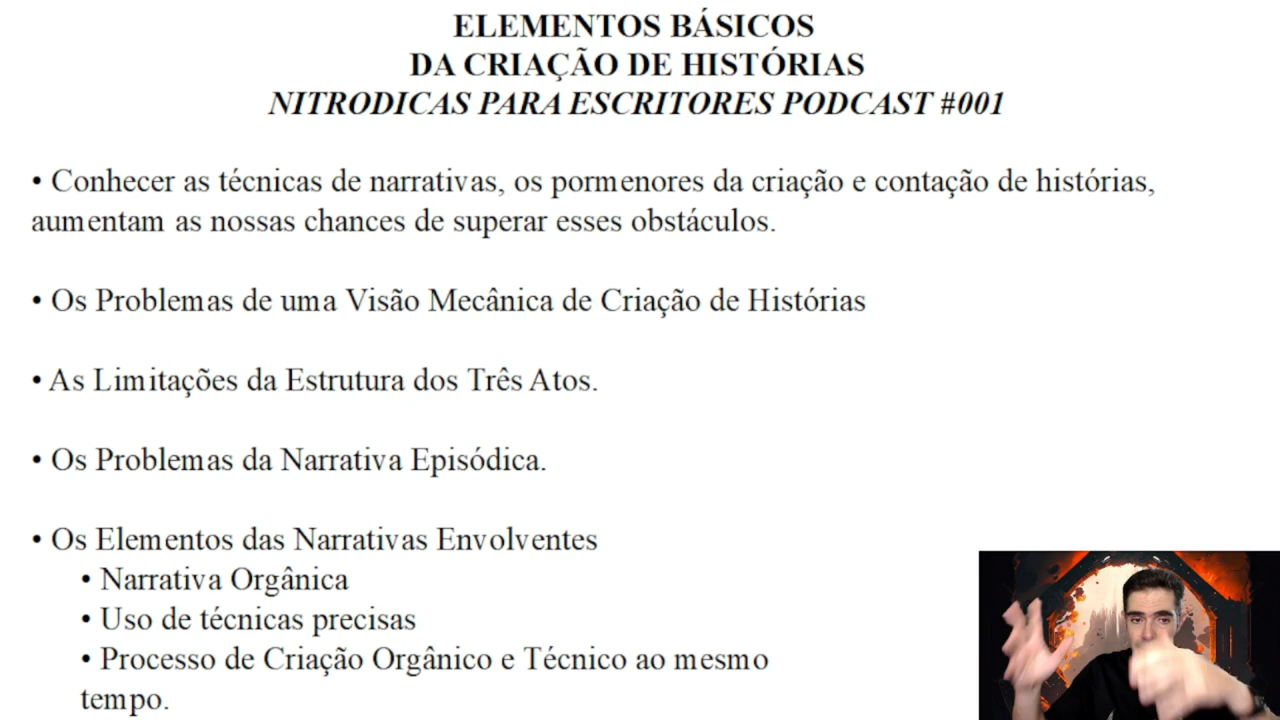 ELEMENTOS BÁSICOS
DA CRIAÇÃO DE HISTÓRIAS
NITRODICAS PARA ESCRITORES PODCAST #001
• Conhecer as técnicas de narrativas, os pormenores da criação e contação de histórias,
aumentam as nossas chances de superar esses obstáculos.
• Os Problemas de uma Visão Mecânica de Criação de Histórias
• As Limitações da Estrutura dos Três Atos.
• Os Problemas da Narrativa Episódica.
• Os Elementos das Narrativas Envolventes
• Narrativa Orgânica
• Uso de técnicas precisas
• Processo de Criação Orgânico e Técnico ao mesmo
tempo.